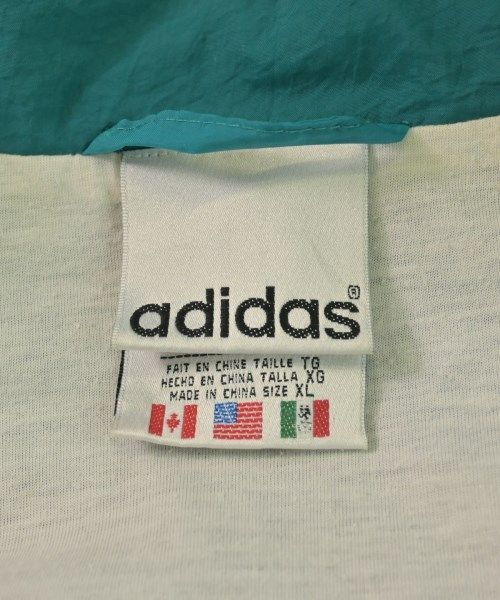 adidas®
FAIT EN CHINE TAILLE TG
HECHO EN CHINA TALLA XG
MADE IN CHINA SIZE XL